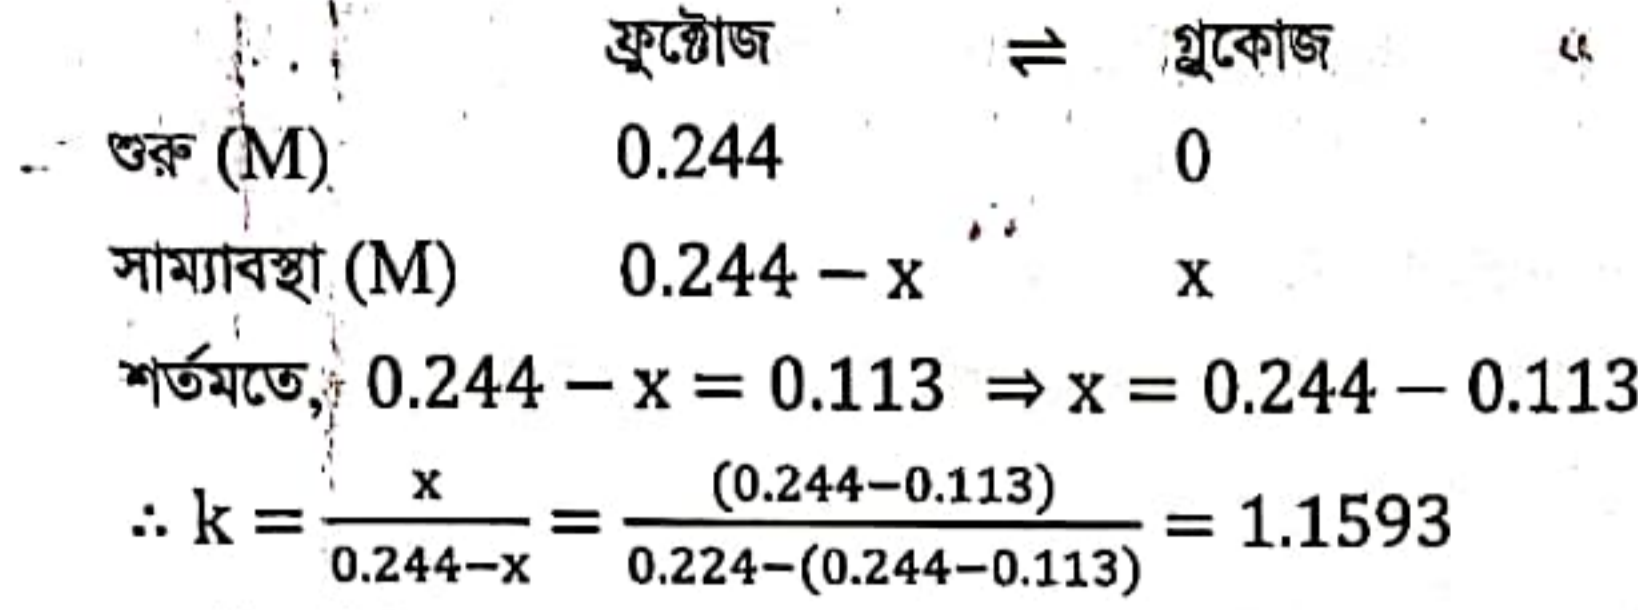 ফ্রুক্টোজ ⇌ গ্লুকোজ
শুরু (M) 0.244 0
সাম্যাবস্থা (M) 0.244 − x x
শর্তমতে, 0.244 − x = 0.113 ⇒ x = 0.244 − 0.113
∴ k = x/(0.244−x) = (0.244−0.113)/(0.224−(0.244−0.113)) = 1.1593